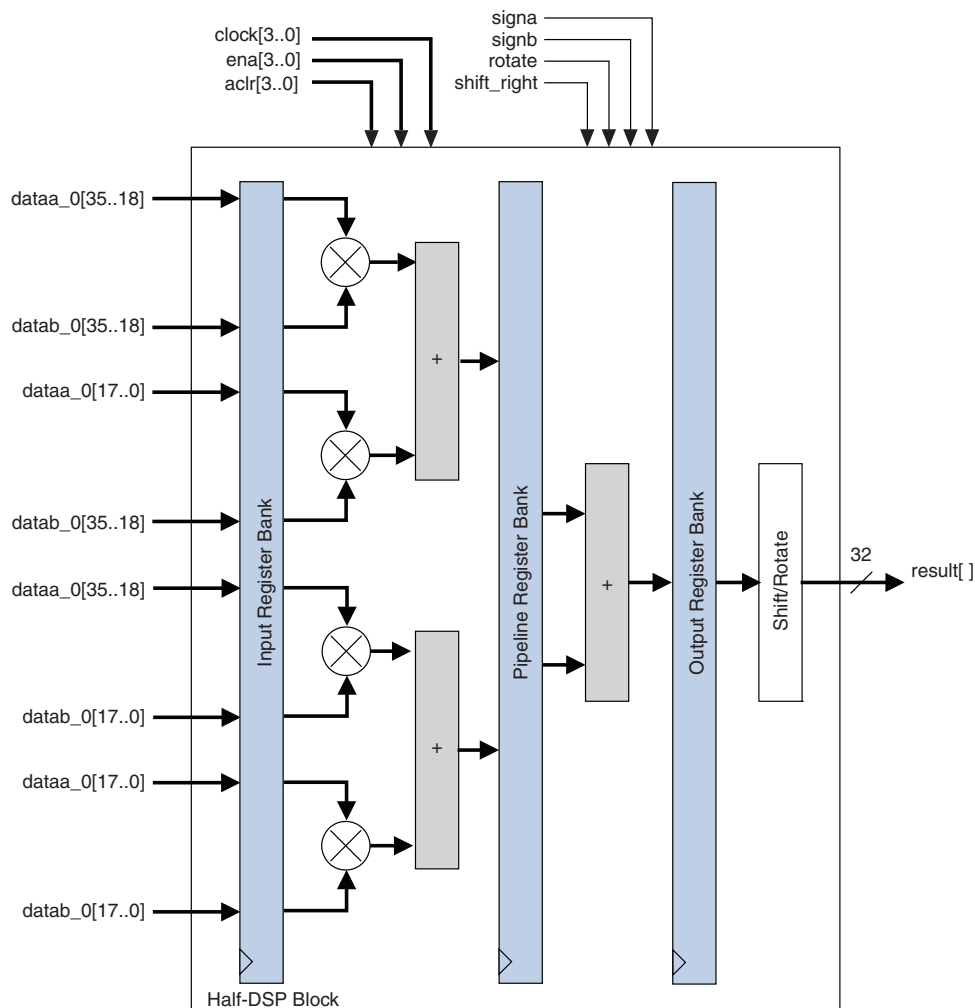 clock[3..0]
ena[3..0]
aclr[3..0]
signa
signb
rotate
shift_right
dataa_0[35..18]
datab_0[35..18]
dataa_0[17..0]
datab_0[35..18]
dataa_0[35..18]
datab_0[17..0]
dataa_0[17..0]
datab_0[17..0]
Input Register Bank
+
+
Pipeline Register Bank
+
Output Register Bank
Shift/Rotate
32
result[ ]
Half-DSP Block